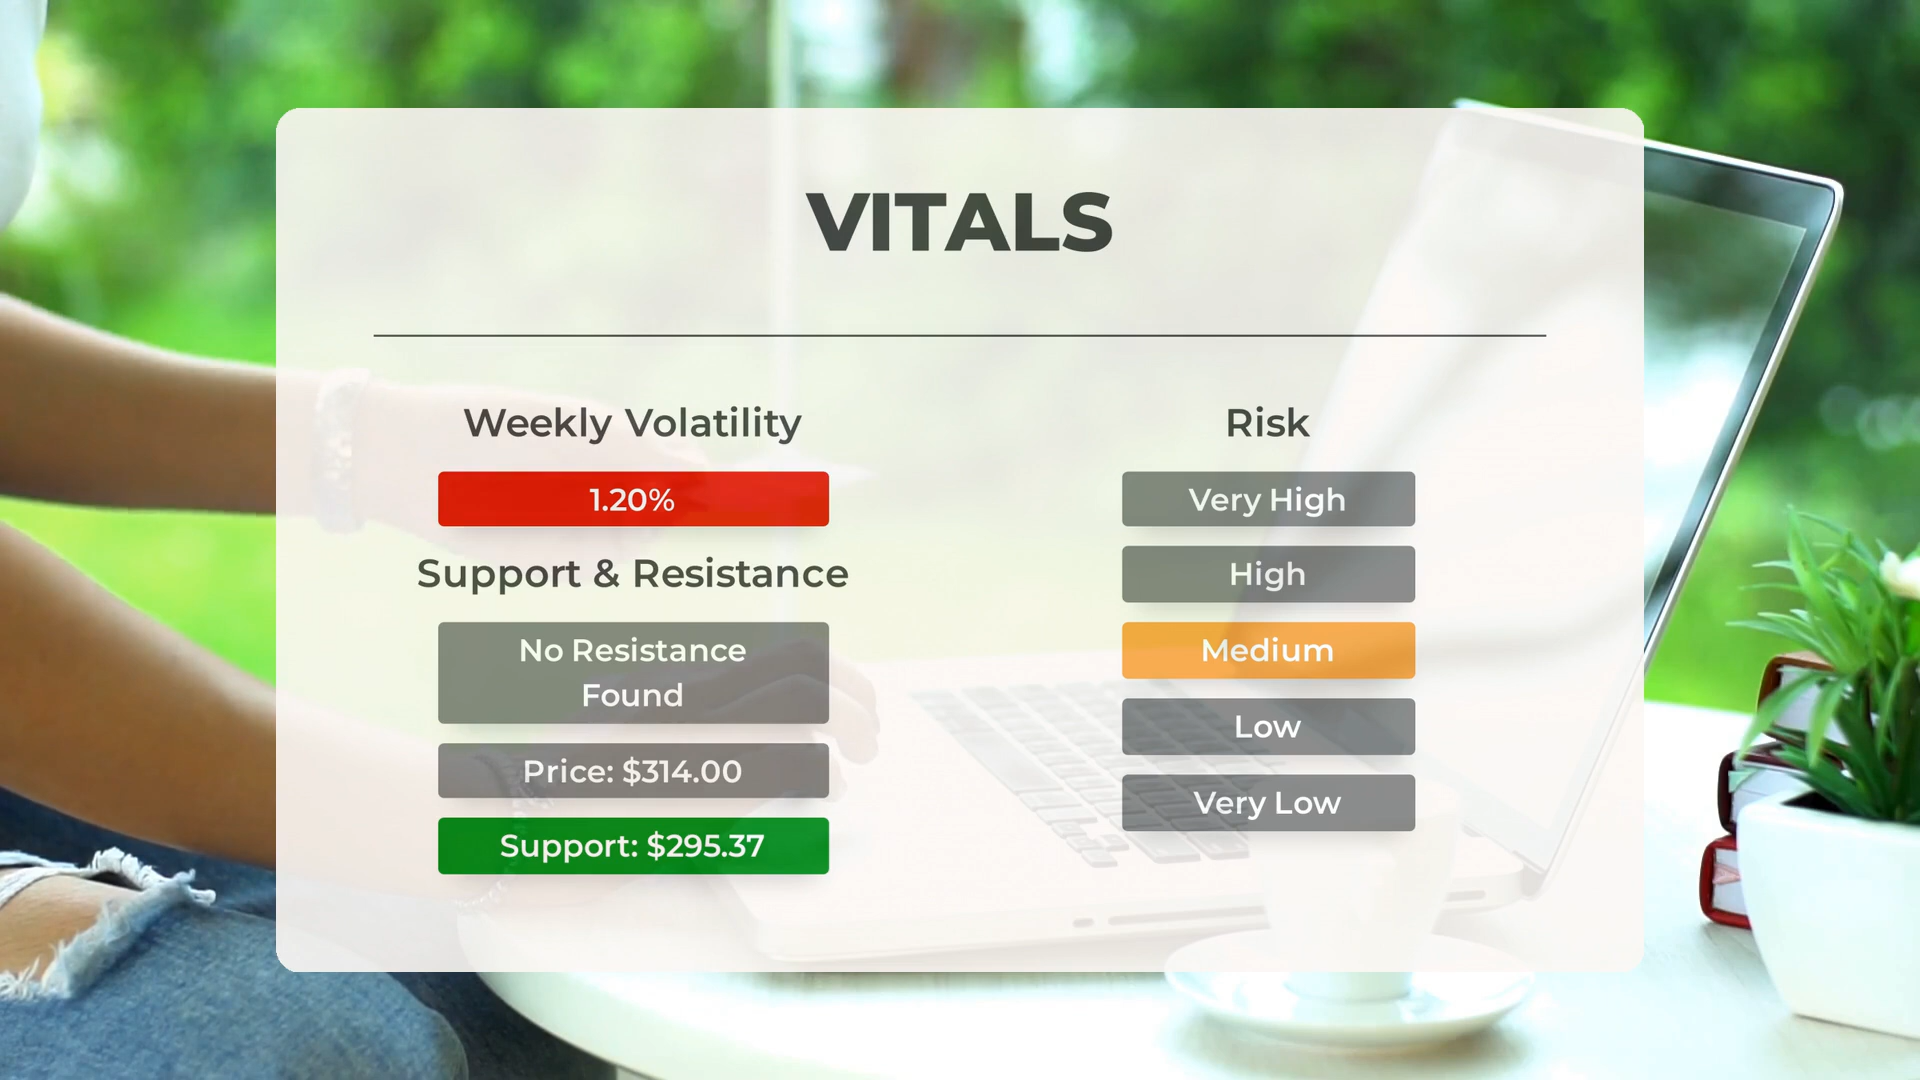 VITALS
Weekly Volatility
1.20%
Support & Resistance
No Resistance
Found
Price: $314.00
Support: $295.37
Risk
Very High
High
Medium
Low
Very Low